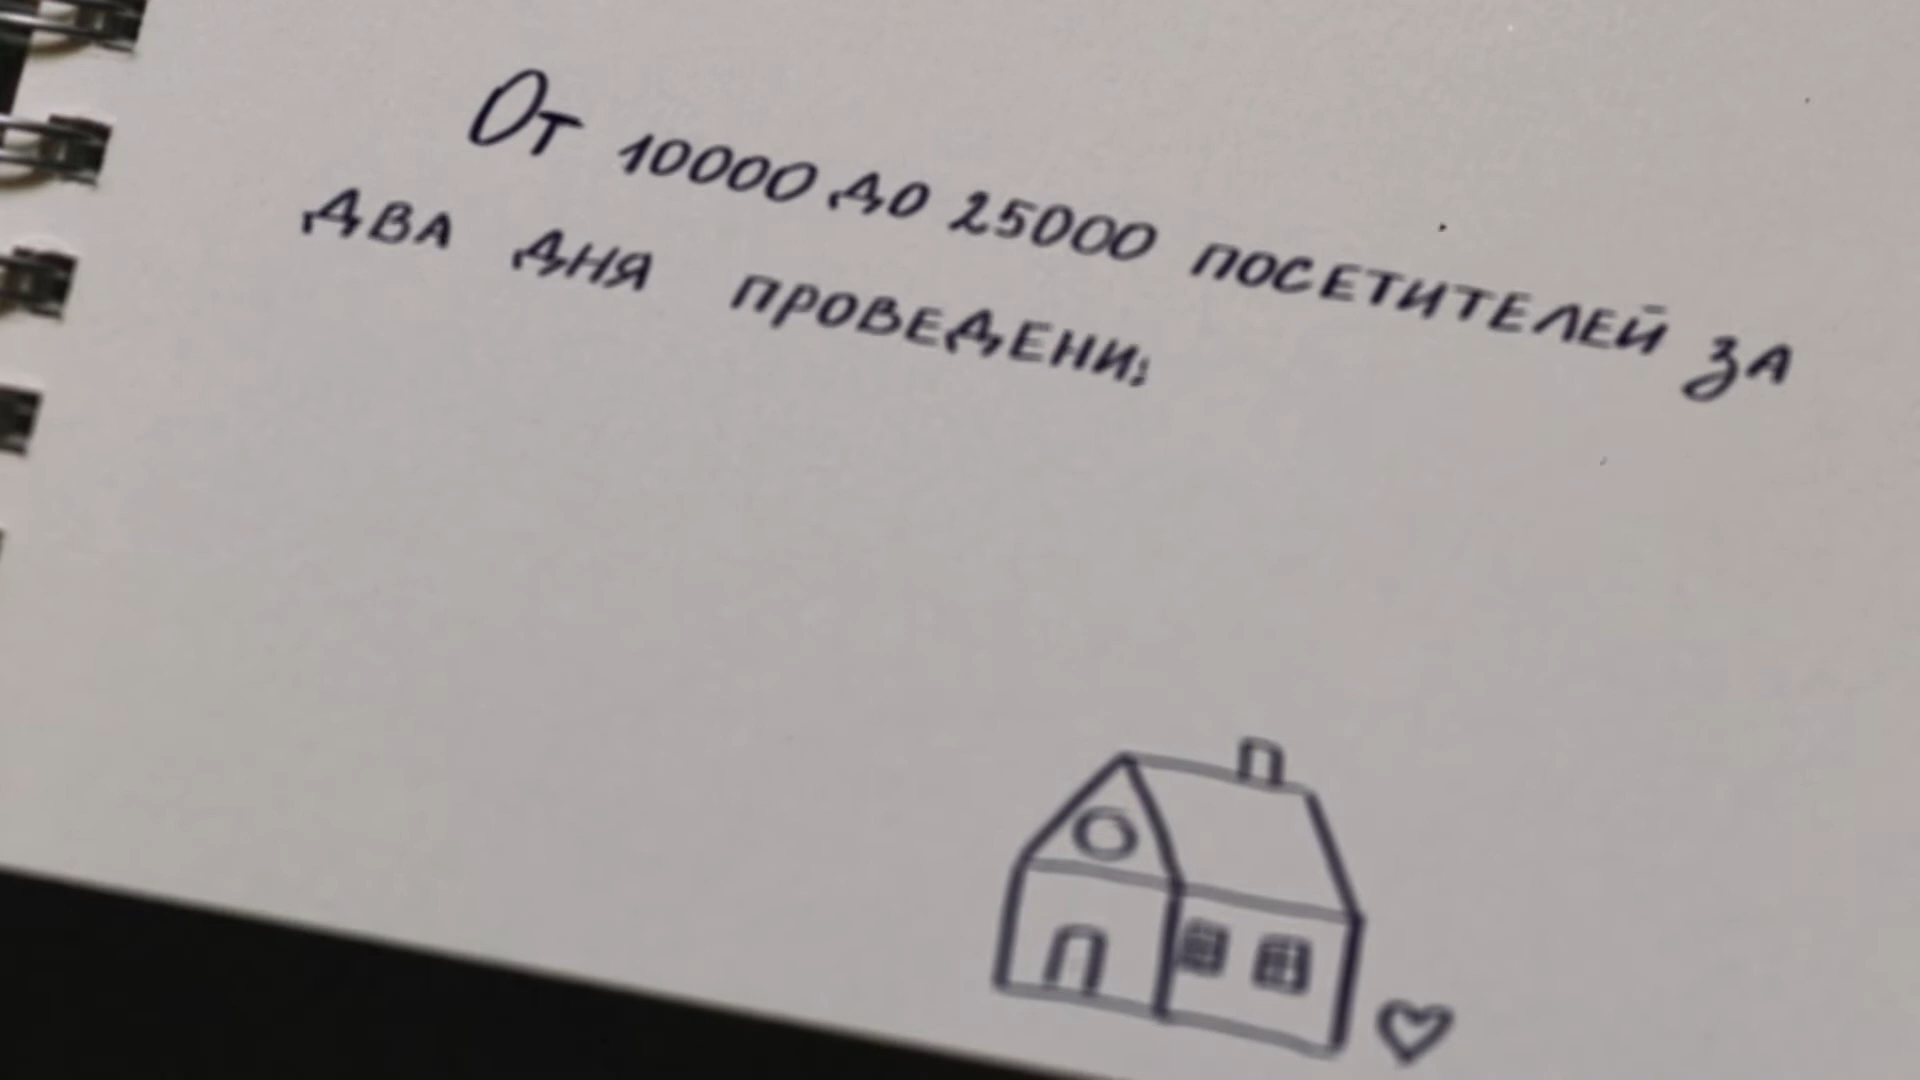 От 10000 до 25000 посетителей за
два дня проведени